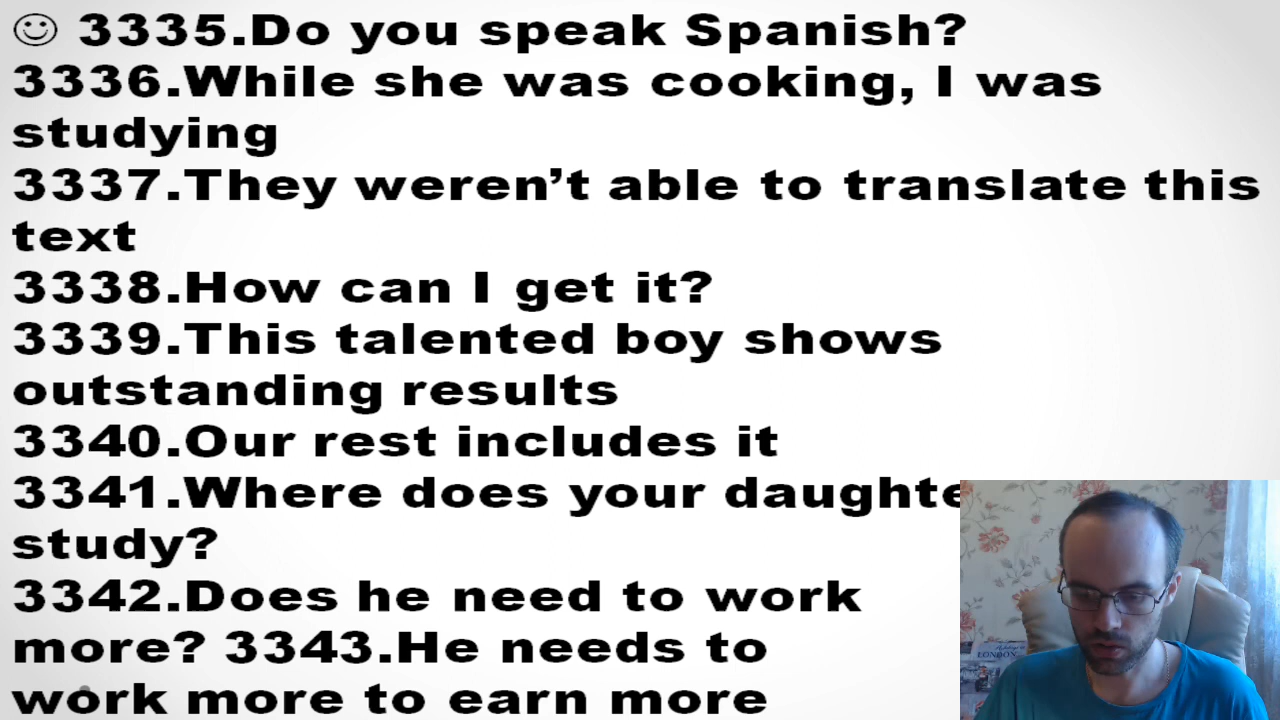 ☺ 3335.Do you speak Spanish?
3336.While she was cooking, I was
studying
3337.They weren’t able to translate this
text
3338.How can I get it?
3339.This talented boy shows
outstanding results
3340.Our rest includes it
3341.Where does your daughte
study?
3342.Does he need to work
more? 3343.He needs to
work more to earn more
LONDON